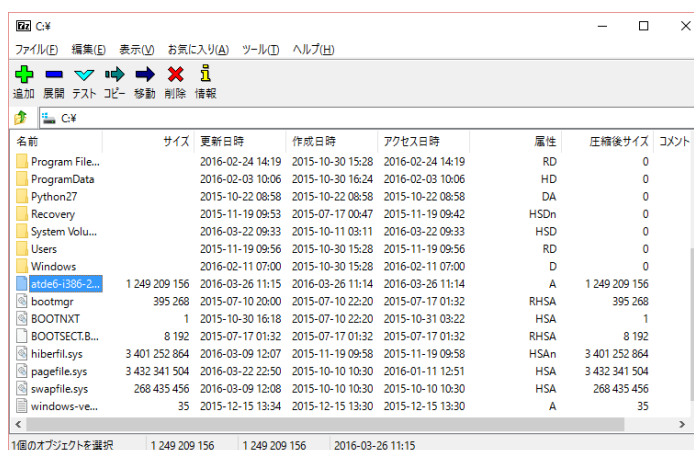 7z C:¥
ファイル(F) 編集(E) 表示(V) お気に入り(A) ツール(T) ヘルプ(H)
追加 展開 テスト コピー 移動 削除 情報
C:¥
名前 サイズ 更新日時 作成日時 アクセス日時 属性 圧縮後サイズ コメント
Program File... 2016-02-24 14:19 2015-10-30 15:28 2016-02-24 14:19 RD 0
ProgramData 2016-02-03 10:06 2015-10-30 16:24 2016-02-03 10:06 HD 0
Python27 2015-10-22 08:58 2015-10-22 08:58 2015-10-22 08:58 DA 0
Recovery 2015-11-19 09:53 2015-07-17 00:47 2015-11-19 09:42 HSDn 0
System Volu... 2016-03-22 09:33 2015-10-11 03:11 2016-03-22 09:33 HSD 0
Users 2015-11-19 09:56 2015-10-30 15:28 2015-11-19 09:56 RD 0
Windows 2016-02-11 07:00 2015-10-30 15:28 2016-02-11 07:00 D 0
atde6-i386-2... 1 249 209 156 2016-03-26 11:15 2016-03-26 11:14 2016-03-26 11:14 A 1 249 209 156
bootmgr 395 268 2015-07-10 20:00 2015-07-10 22:20 2015-07-17 01:32 RHSA 395 268
BOOTNXT 1 2015-10-30 16:18 2015-07-10 22:20 2015-10-31 03:22 HSA 1
BOOTSECT.B... 8 192 2015-07-17 01:32 2015-07-17 01:32 2015-07-17 01:32 RHSA 8 192
hiberfil.sys 3 401 252 864 2016-03-09 12:07 2015-11-19 09:58 2015-11-19 09:58 HSAn 3 401 252 864
pagefile.sys 3 432 341 504 2016-03-22 22:50 2015-10-10 10:30 2016-01-11 12:51 HSA 3 432 341 504
swapfile.sys 268 435 456 2016-03-09 12:08 2015-10-10 10:30 2015-10-10 10:30 HSA 268 435 456
windows-ve... 35 2015-12-15 13:34 2015-12-15 13:30 2015-12-15 13:30 A 35
1個のオブジェクトを選択 1 249 209 156 1 249 209 156 2016-03-26 11:15